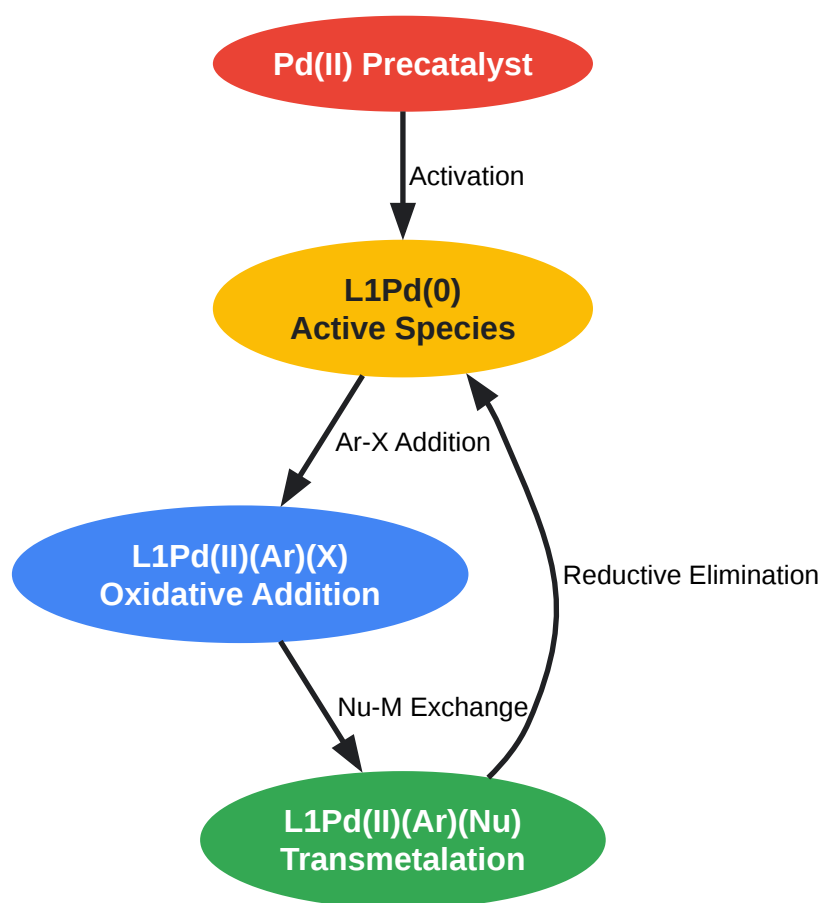 Pd(II) Precatalyst
Activation
L1Pd(0)
Active Species
Ar-X Addition
L1Pd(II)(Ar)(X)
Oxidative Addition
Reductive Elimination
Nu-M Exchange
L1Pd(II)(Ar)(Nu)
Transmetalation